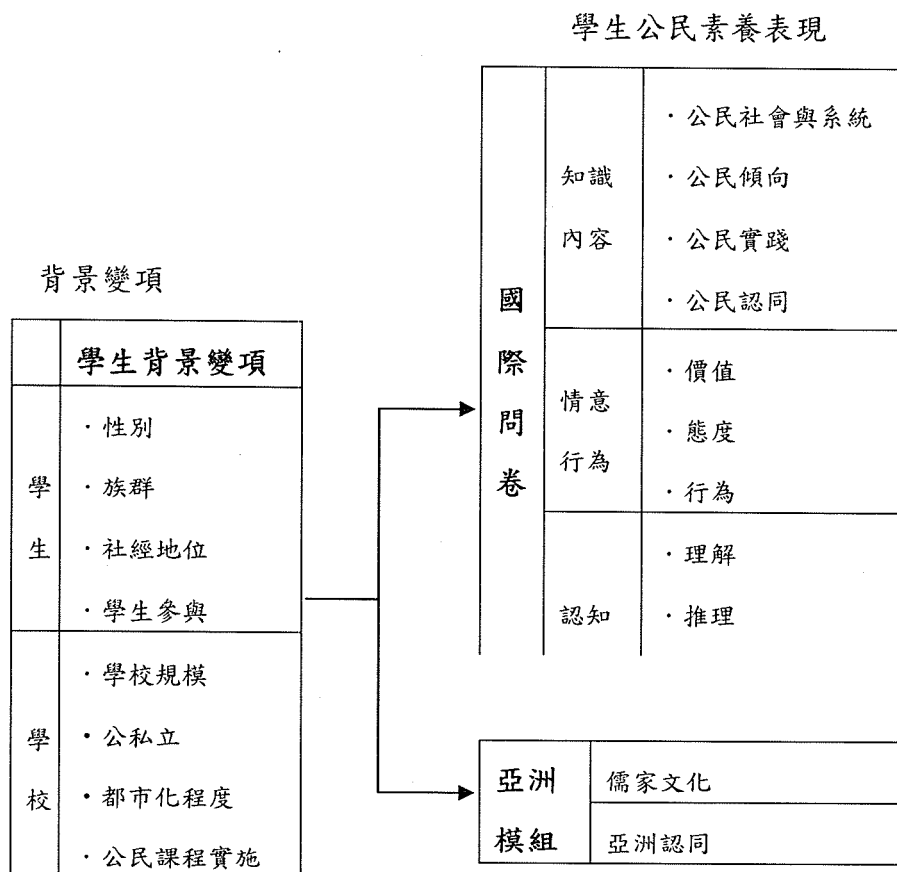 學生公民素養表現
國際問卷
知識
內容
・公民社會與系統
・公民傾向
・公民實踐
・公民認同
情意
行為
・價值
・態度
・行為
認知
・理解
・推理
背景變項
學生背景變項
學生
・性別
・族群
・社經地位
・學生參與
學校
・學校規模
・公私立
・都市化程度
・公民課程實施
亞洲
模組
儒家文化
亞洲認同